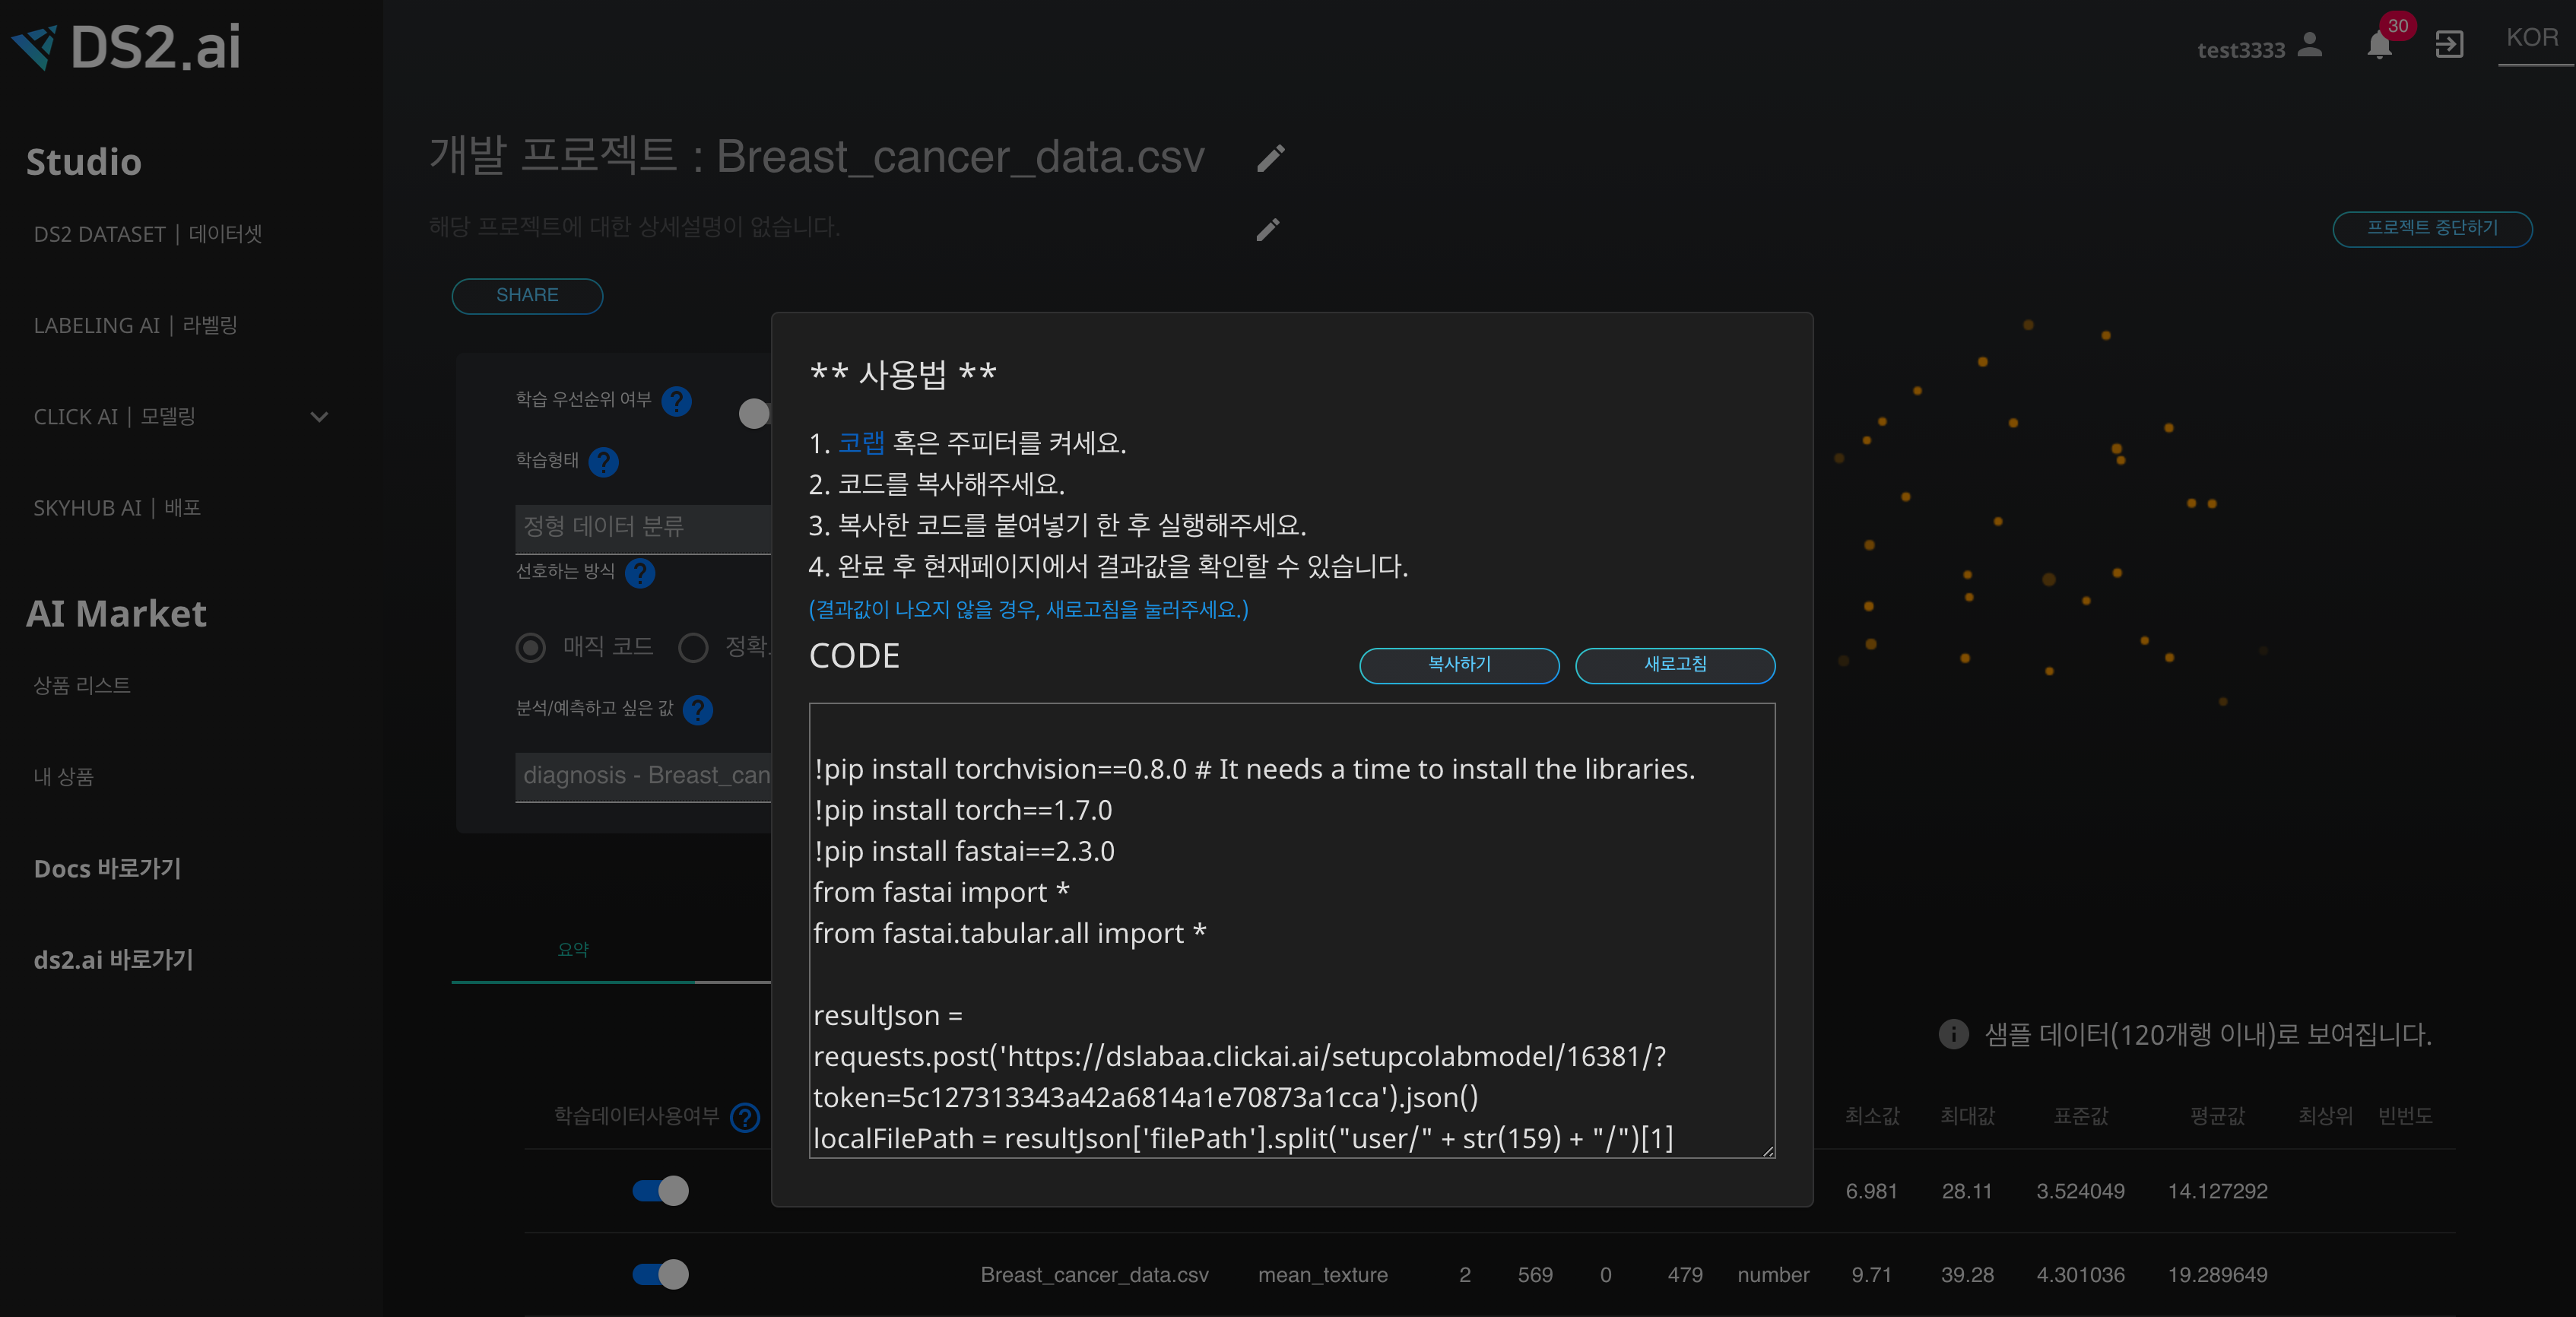 DS2.ai
test3333
30
KOR
Studio
DS2 DATASET | 데이터셋
LABELING AI | 라벨링
CLICK AI | 모델링
SKYHUB AI | 배포
AI Market
상품 리스트
내 상품
Docs 바로가기
ds2.ai 바로가기
개발 프로젝트 : Breast_cancer_data.csv
해당 프로젝트에 대한 상세설명이 없습니다.
프로젝트 중단하기
SHARE
학습 우선순위 여부 ?
학습형태 ?
정형 데이터 분류
선호하는 방식 ?
매직 코드
정확
분석/예측하고 싶은 값 ?
diagnosis - Breast_can
** 사용법 **
1. 코랩 혹은 주피터를 켜세요.
2. 코드를 복사해주세요.
3. 복사한 코드를 붙여넣기 한 후 실행해주세요.
4. 완료 후 현재페이지에서 결과값을 확인할 수 있습니다.
(결과값이 나오지 않을 경우, 새로고침을 눌러주세요.)
CODE
복사하기
새로고침
!pip install torchvision==0.8.0 # It needs a time to install the libraries.
!pip install torch==1.7.0
!pip install fastai==2.3.0
from fastai import *
from fastai.tabular.all import *
resultJson =
requests.post('https://dslabaa.clickai.ai/setupcolabmodel/16381/?
token=5c127313343a42a6814a1e70873a1cca').json()
localFilePath = resultJson['filePath'].split("user/" + str(159) + "/")[1]
요약
샘플 데이터(120개행 이내)로 보여집니다.
학습데이터사용여부 ? 최소값 최대값 표준값 평균값 최상위 빈번도
6.981 28.11 3.524049 14.127292
Breast_cancer_data.csv mean_texture 2 569 0 479 number 9.71 39.28 4.301036 19.289649